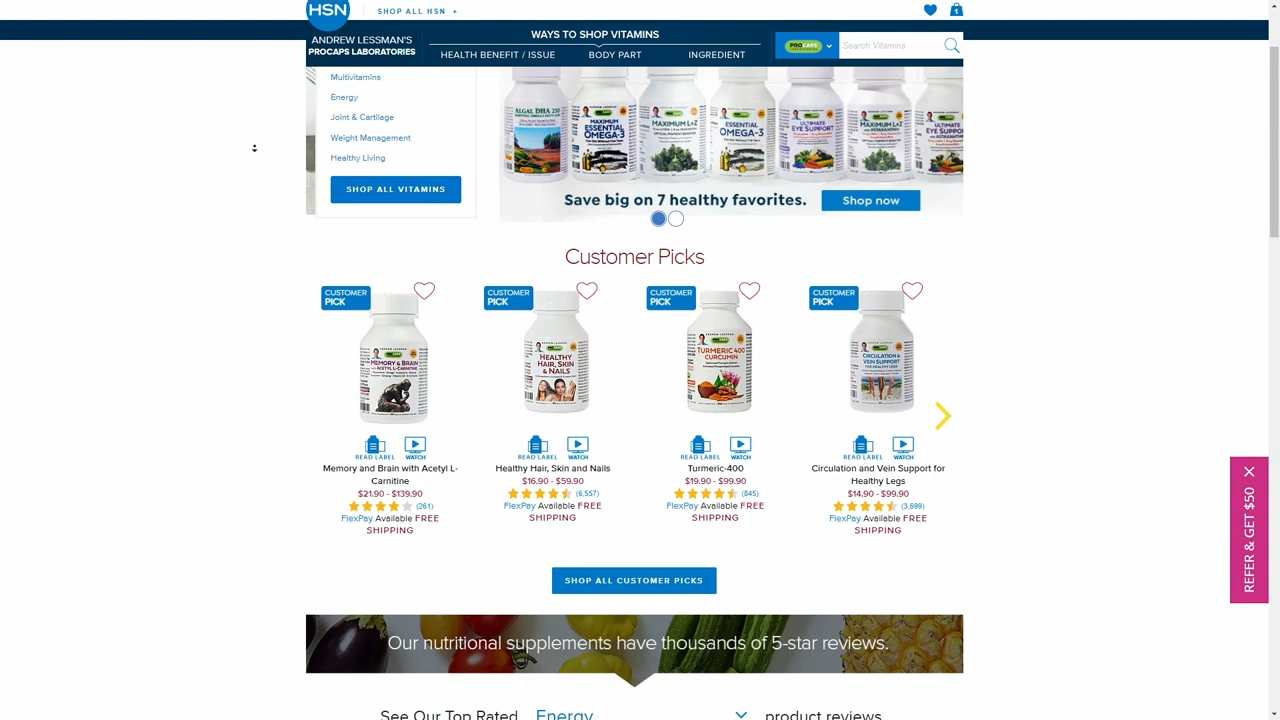 HSN
SHOP ALL HSN +
1
ANDREW LESSMAN'S
PROCAPS LABORATORIES
WAYS TO SHOP VITAMINS
HEALTH BENEFIT / ISSUE
BODY PART
INGREDIENT
PROCAPS
Search Vitamins
Multivitamins
Energy
Joint & Cartilage
Weight Management
Healthy Living
SHOP ALL VITAMINS
ALGAL DHA 250
MAXIMUM
ESSENTIAL
OMEGA-3
MAXIMUM L+Z
ESSENTIAL
OMEGA-3
ULTIMATE
EYE SUPPORT
MAXIMUM L+Z
ULTIMATE
EYE SUPPO
Save big on 7 healthy favorites.
Shop now
Customer Picks
CUSTOMER
PICK
CUSTOMER
PICK
CUSTOMER
PICK
CUSTOMER
PICK
MEMORY & BRAIN
WITH ACETYL L-CARNITINE
HEALTHY
HAIR, SKIN
& NAILS
TURMERIC 400
CURCUMIN
CIRCULATION &
VEIN SUPPORT
FOR HEALTHY LEGS
READ LABEL
WATCH
READ LABEL
WATCH
READ LABEL
WATCH
READ LABEL
WATCH
Memory and Brain with Acetyl L-
Carnitine
$21.90 - $139.90
(261)
FlexPay Available FREE
SHIPPING
Healthy Hair, Skin and Nails
$16.90 - $59.90
(6,557)
FlexPay Available FREE
SHIPPING
Turmeric-400
$19.90 - $99.90
(845)
FlexPay Available FREE
SHIPPING
Circulation and Vein Support for
Healthy Legs
$14.90 - $99.90
(3,699)
FlexPay Available FREE
SHIPPING
SHOP ALL CUSTOMER PICKS
REFER & GET $50
Our nutritional supplements have thousands of 5-star reviews.
See Our Top Rated Energy product reviews